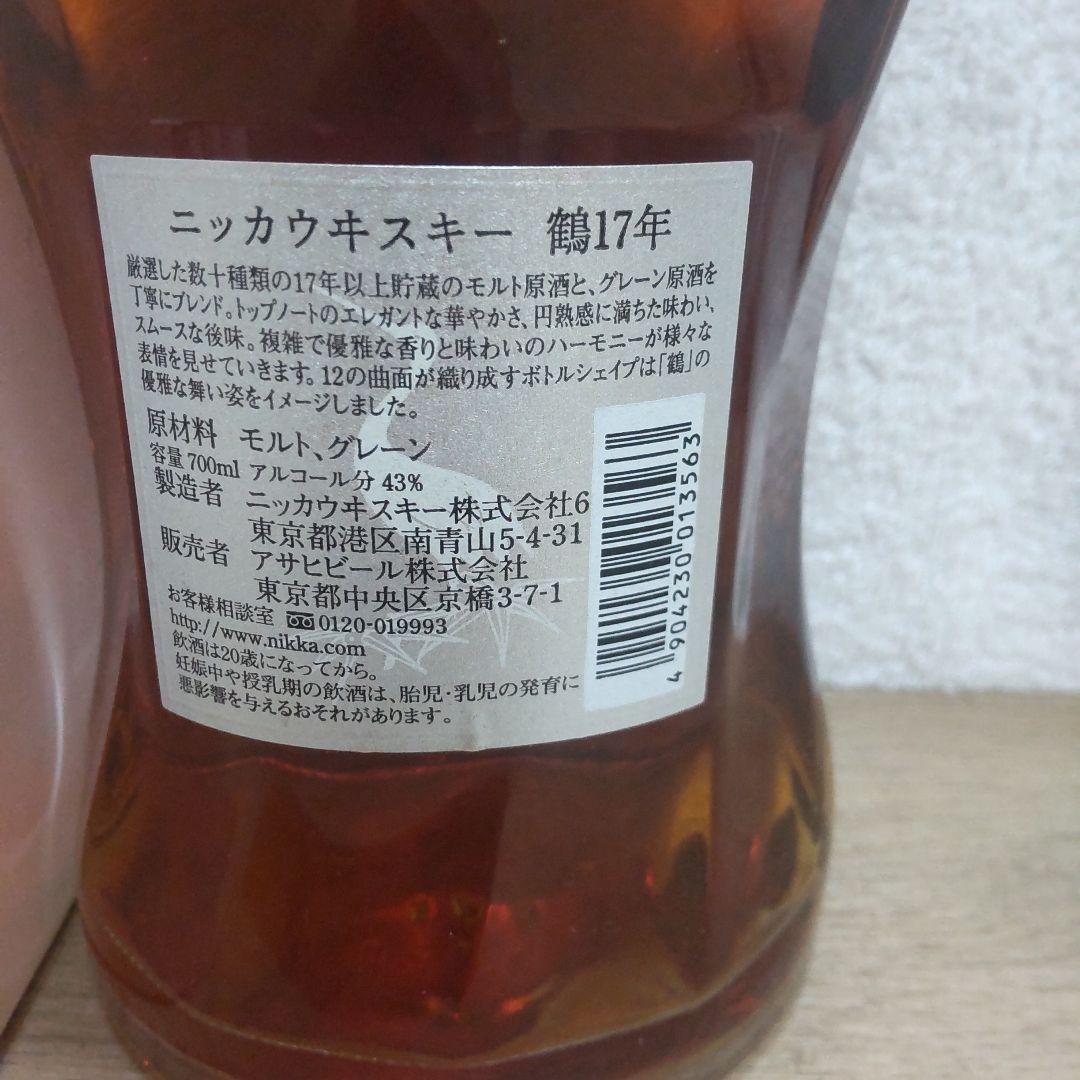 ニッカウヰスキー 鶴17年
厳選した数十種類の17年以上貯蔵のモルト原酒と、グレーン原酒を
丁寧にブレンド。トップノートのエレガントな華やかさ、円熟感に満ちた味わい、
スムースな後味。複雑で優雅な香りと味わいのハーモニーが様々な
表情を見せていきます。12の曲面が織り成すボトルシェイプは「鶴」の
優雅な舞い姿をイメージしました。
原材料 モルト、グレーン
容量 700ml アルコール分 43%
製造者 ニッカウヰスキー株式会社6
東京都港区南青山5-4-31
販売者 アサヒビール株式会社
東京都中央区京橋3-7-1
お客様相談室 0120-019993
http://www.nikka.com
飲酒は20歳になってから。
妊娠中や授乳期の飲酒は、胎児・乳児の発育に
悪影響を与えるおそれがあります。
4 904230 013563